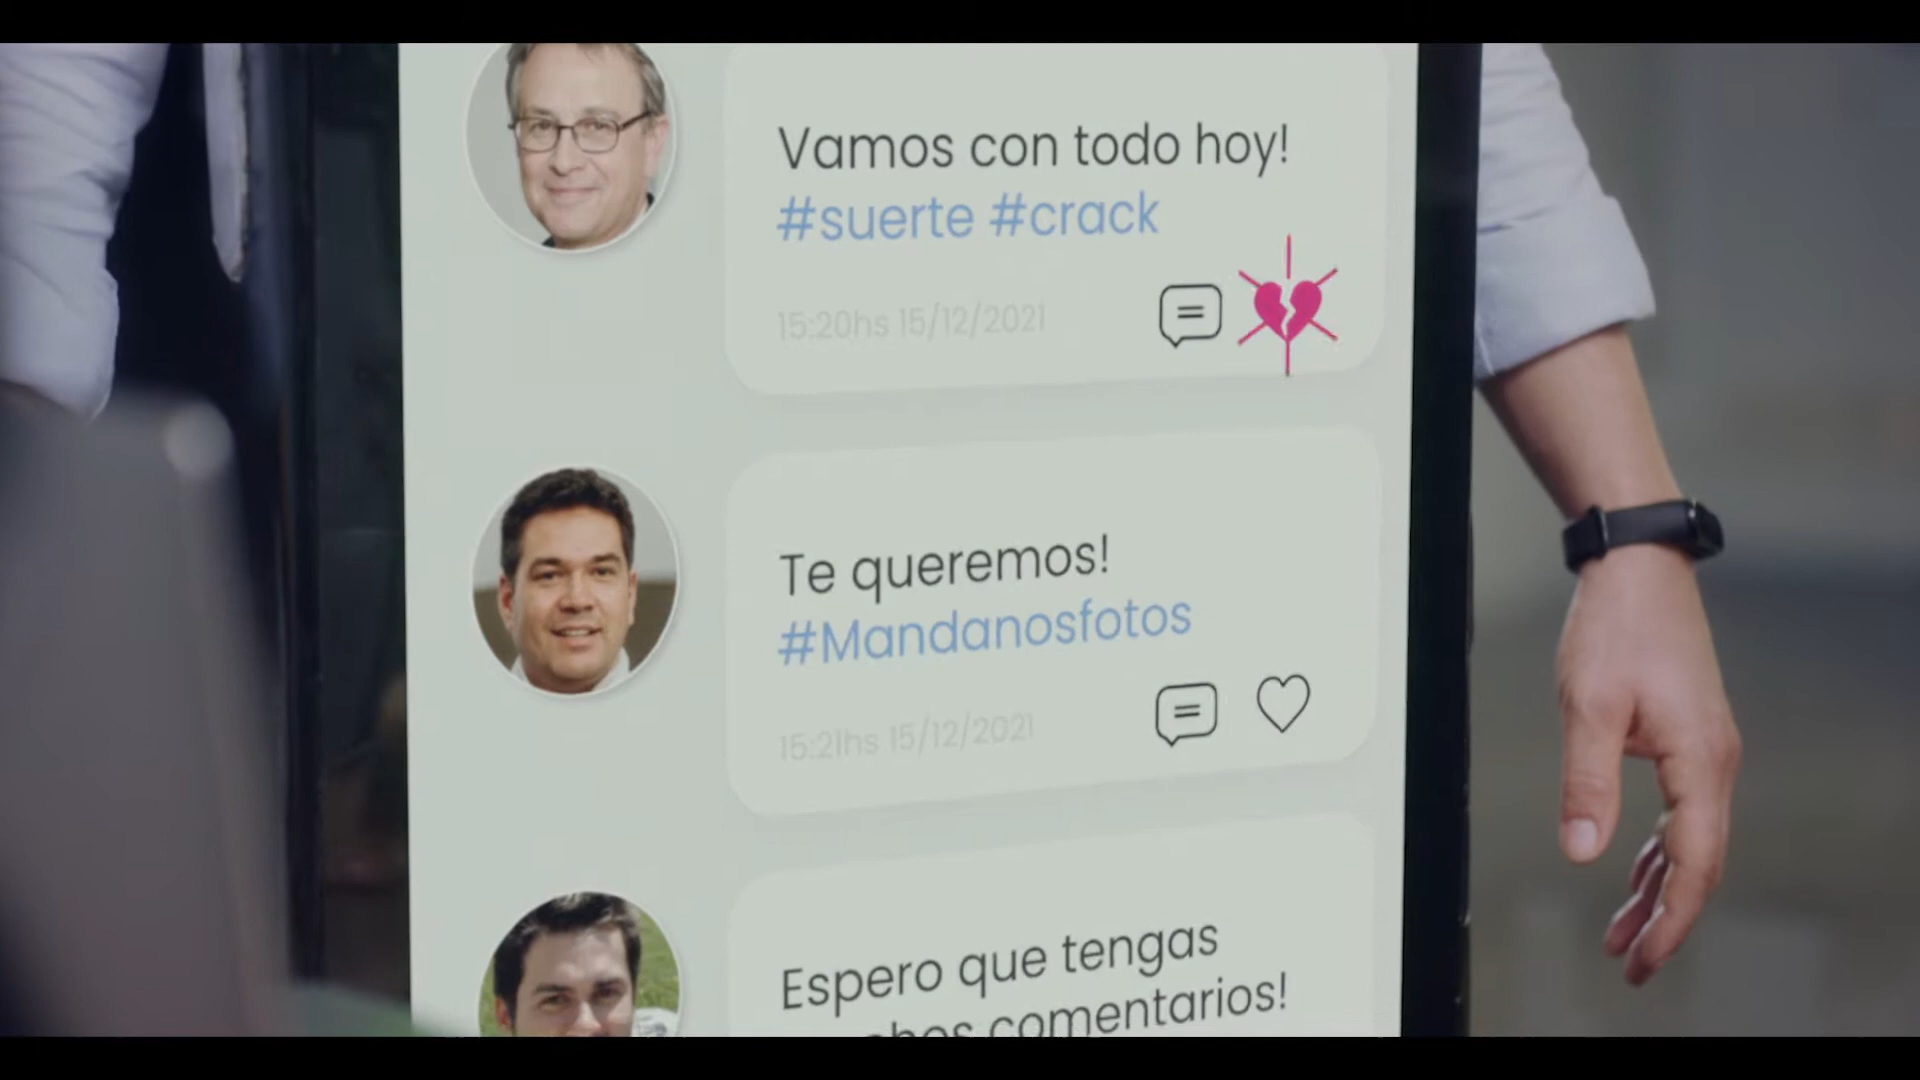 Vamos con todo hoy!
#suerte #crack
15:20hs 15/12/2021
Te queremos!
#Mandanosfotos
15:21hs 15/12/2021
Espero que tengas
comentarios!